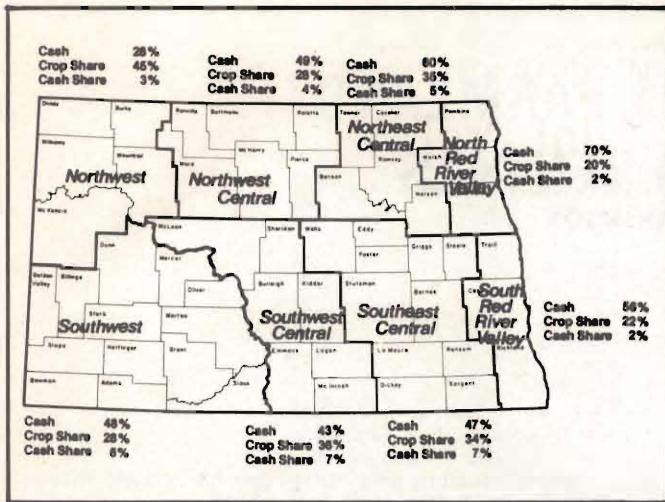 Cash 28%
Crop Share 45%
Cash Share 3%
Cash 49%
Crop Share 28%
Cash Share 4%
Cash 60%
Crop Share 35%
Cash Share 5%
Divide
Burke
Renville
Bottineau
Rolette
Towner
Cavalier
Pembina
Williams
Mountrail
Ward
McHenry
Pierce
Benson
Ramsey
Walsh
Nelson
McKenzie
Northwest
Northwest
Central
Northeast
Central
North
Red
River
Valley
Cash 70%
Crop Share 20%
Cash Share 2%
Dunn
McLean
Sheridan
Wells
Eddy
Foster
Griggs
Steele
Traill
Golden
Valley
Billings
Mercer
Oliver
Burleigh
Kidder
Stutsman
Barnes
Stark
Morton
Slope
Hettinger
Grant
Emmons
Logan
La Moure
Ransom
Richland
Bowman
Adams
Sioux
McIntosh
Dickey
Sargent
Southwest
Southwest
Central
Southeast
Central
South
Red
River
Valley
Cash 56%
Crop Share 22%
Cash Share 2%
Cash 48%
Crop Share 28%
Cash Share
Cash 43%
Crop Share 36%
Cash Share 7%
Cash 47%
Crop Share 34%
Cash Share 7%